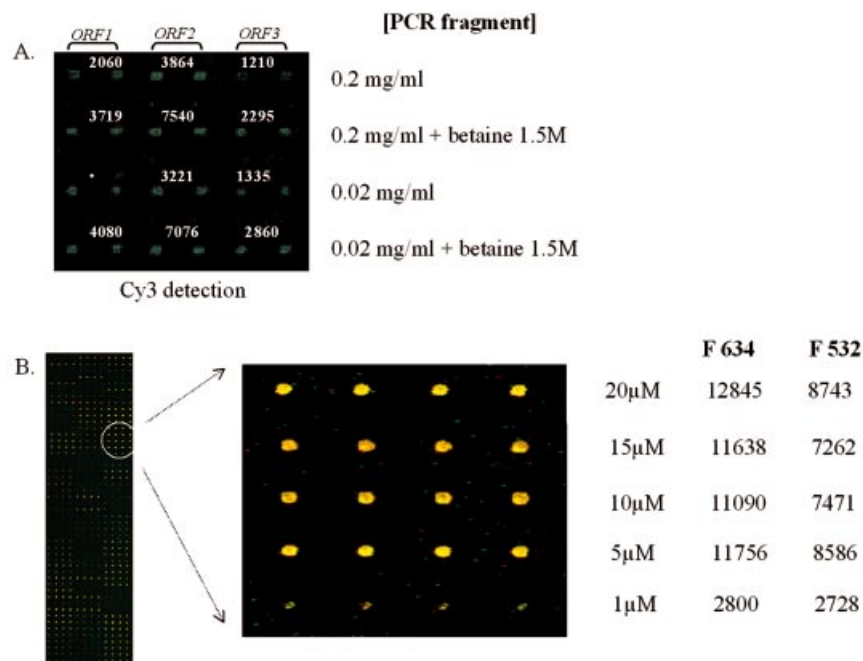 [PCR fragment]
ORF1 ORF2 ORF3
A.
2060 3864 1210
0.2 mg/ml
3719 7540 2295
0.2 mg/ml + betaine 1.5M
* 3221 1335
0.02 mg/ml
4080 7076 2860
0.02 mg/ml + betaine 1.5M
Cy3 detection
B.
F 634 F 532
20µM 12845 8743
15µM 11638 7262
10µM 11090 7471
5µM 11756 8586
1µM 2800 2728